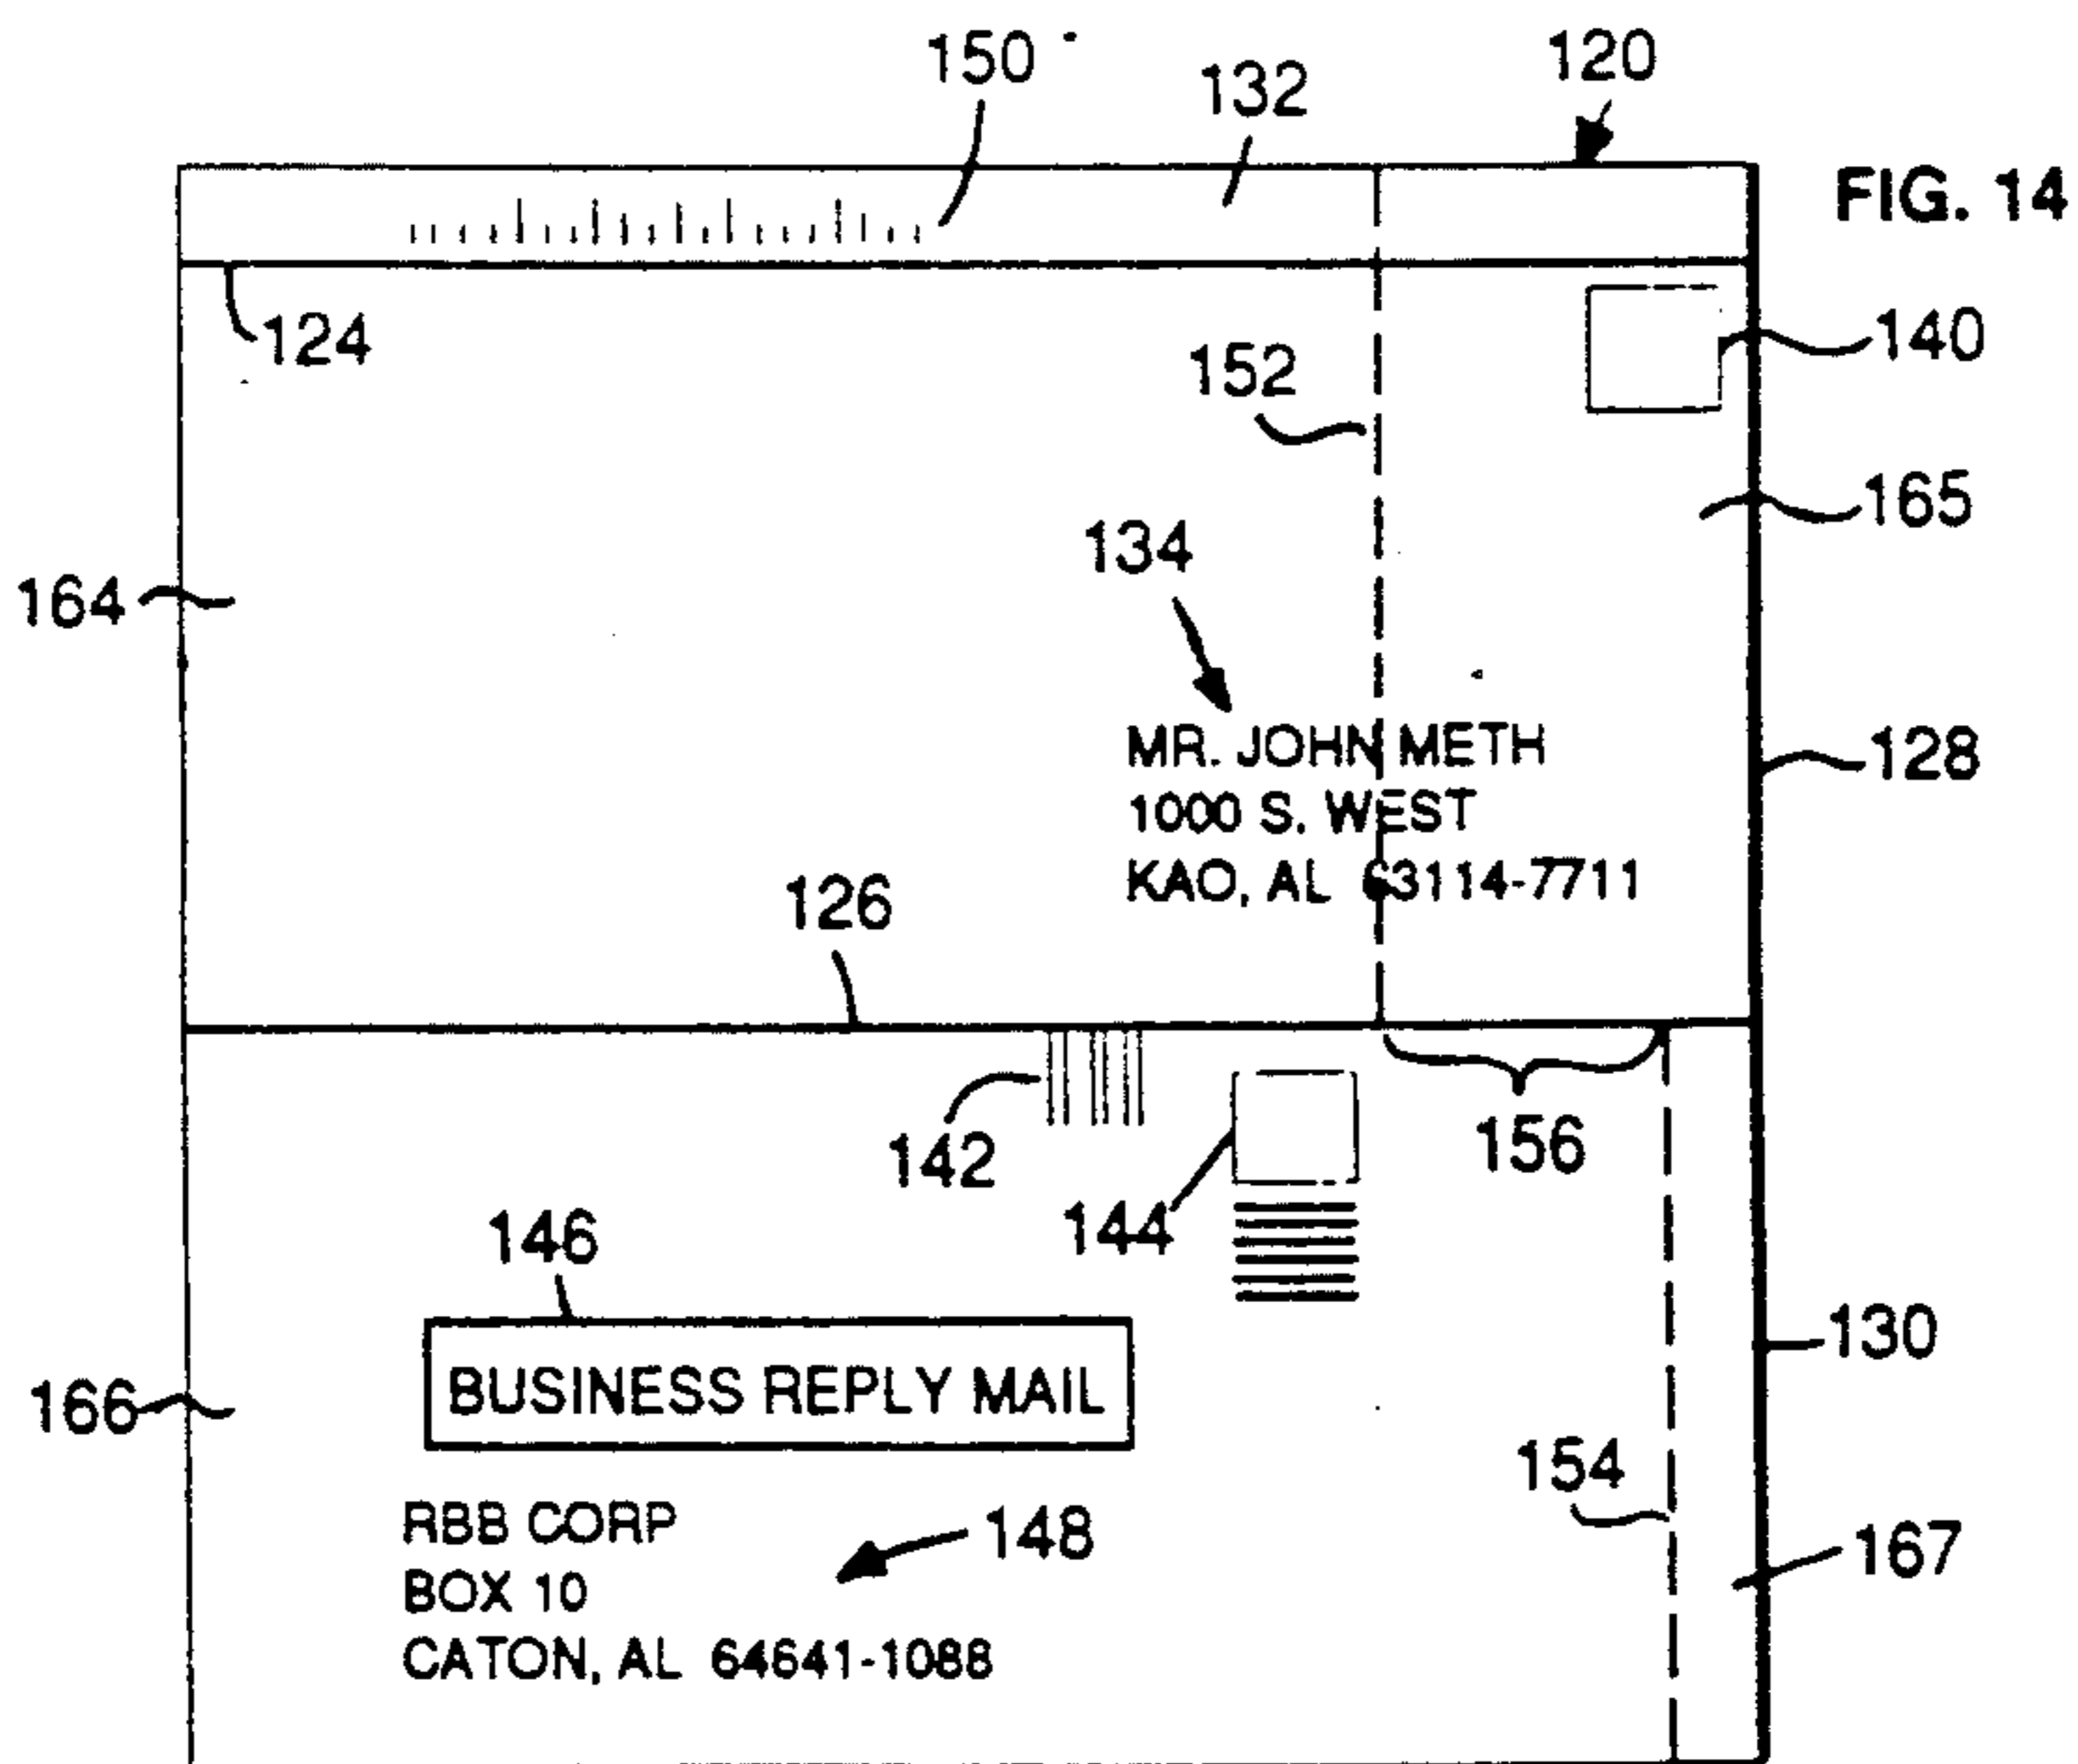 150
132
120
FIG. 14
124
140
152
165
134
164
MR. JOHN METH
128
1000 S. WEST
KAO, AL 63114-7711
126
142
156
144
146
130
BUSINESS REPLY MAIL
166
154
RBB CORP
148
167
BOX 10
CATON, AL 64641-1088